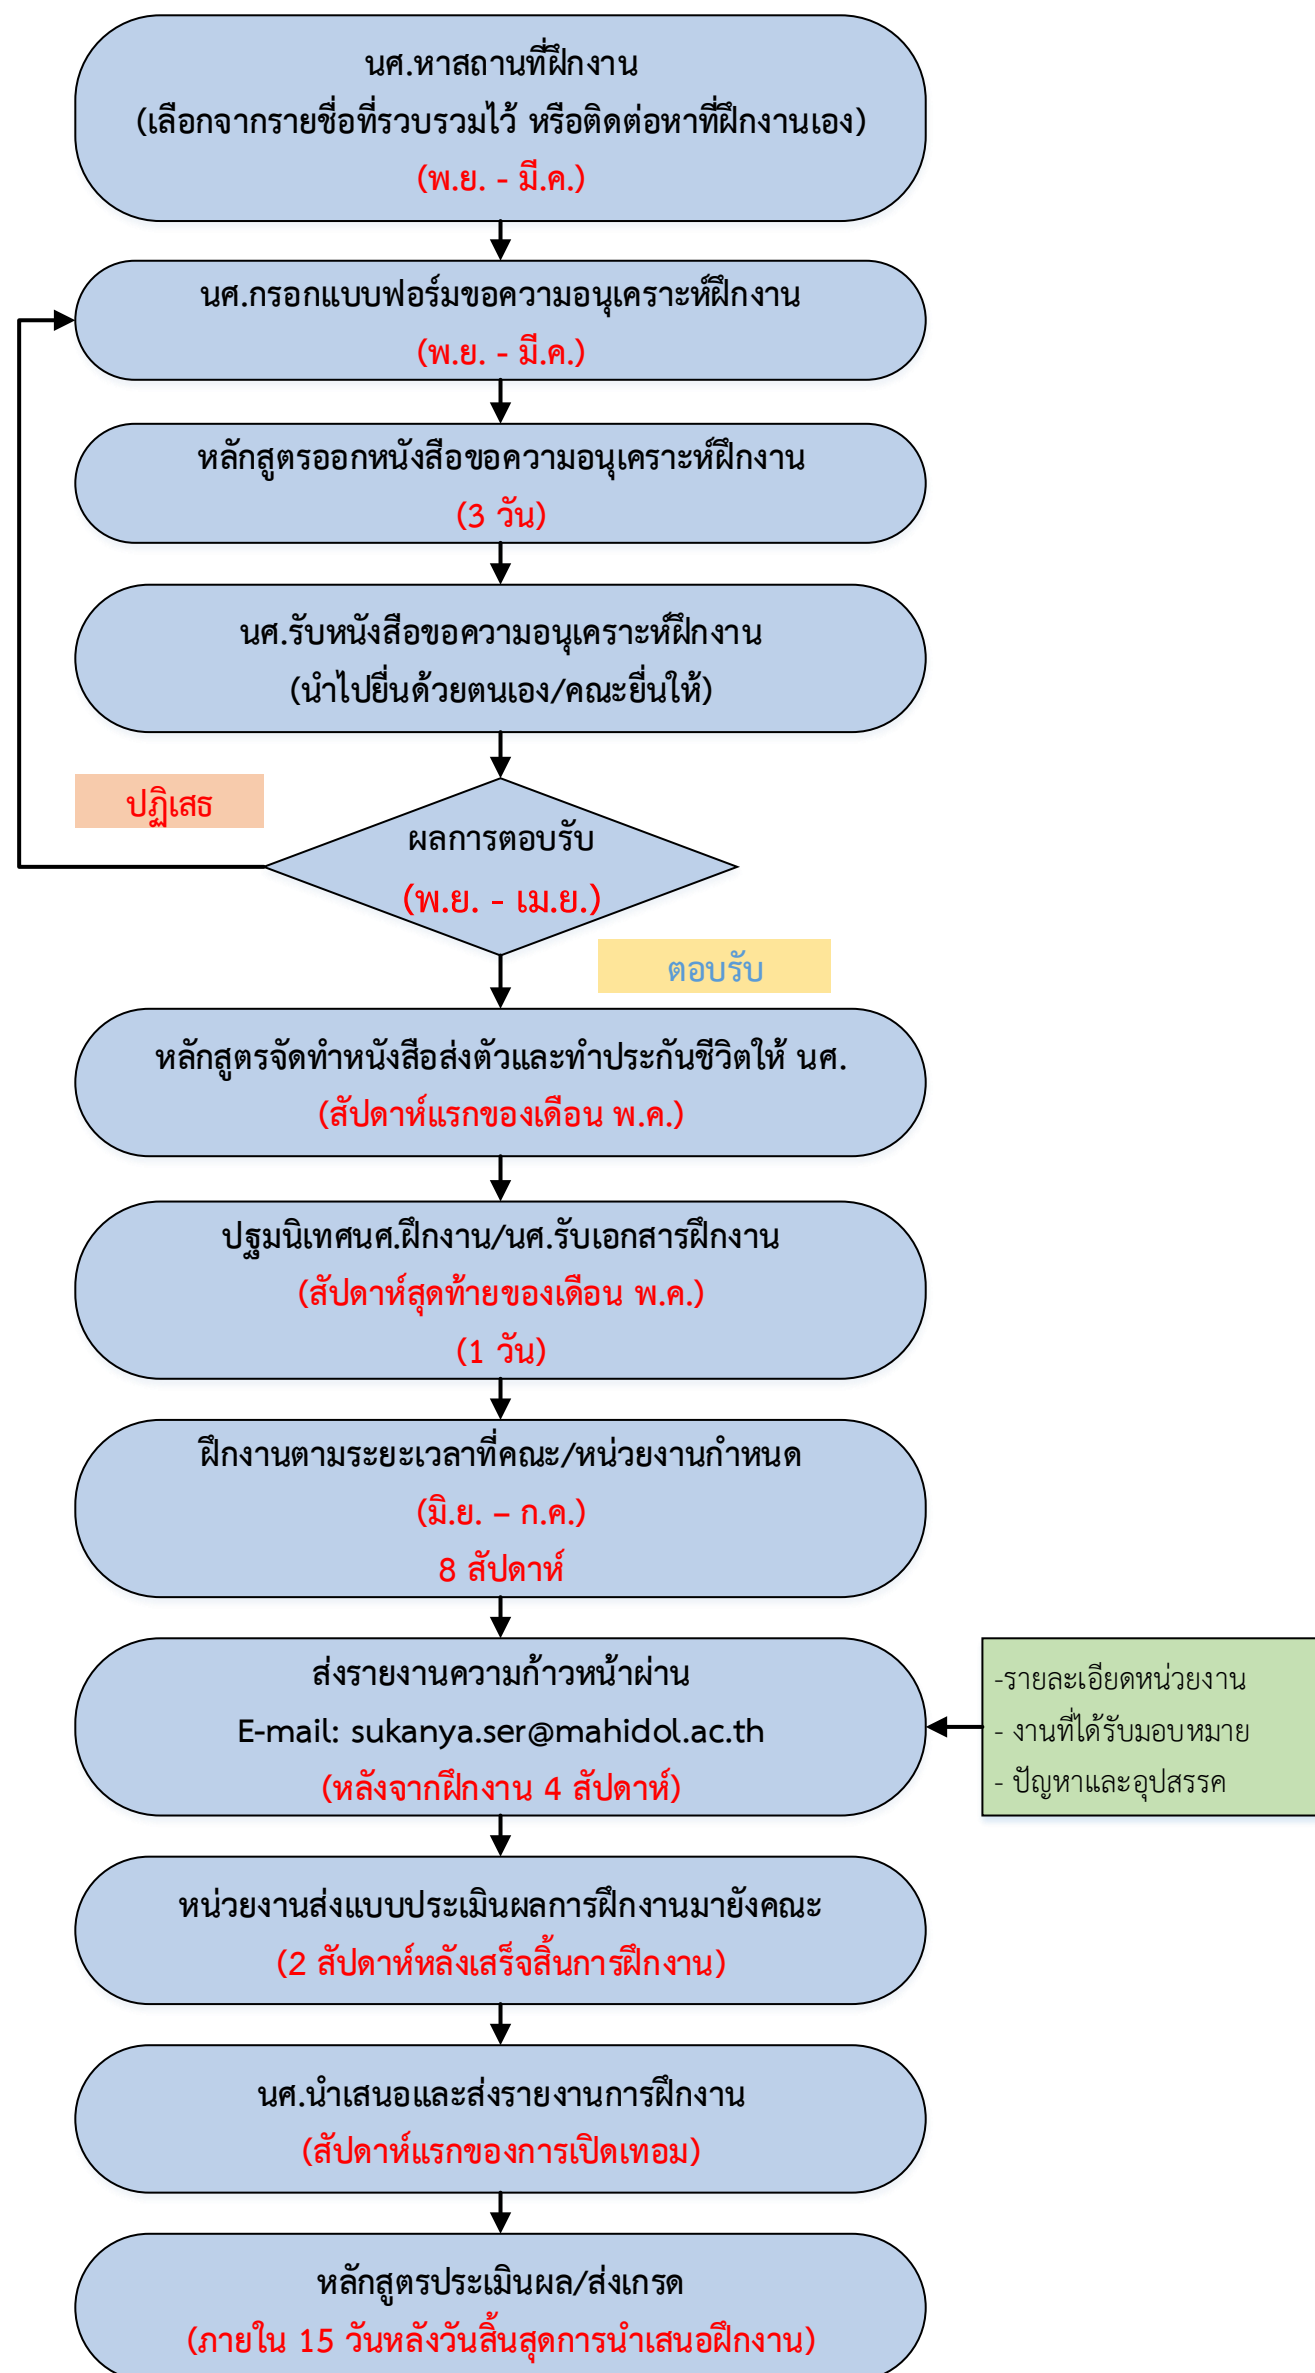 นศ.หาสถานที่ฝึกงาน
(เลือกจากรายชื่อที่รวบรวมไว้ หรือติดต่อหาที่ฝึกงานเอง)
(พ.ย. - มี.ค.)
นศ.กรอกแบบฟอร์มขอความอนุเคราะห์ฝึกงาน
(พ.ย. - มี.ค.)
หลักสูตรออกหนังสือขอความอนุเคราะห์ฝึกงาน
(3 วัน)
นศ.รับหนังสือขอความอนุเคราะห์ฝึกงาน
(นำไปยื่นด้วยตนเอง/คณะยื่นให้)
ปฏิเสธ
ผลการตอบรับ
(พ.ย. - เม.ย.)
ตอบรับ
หลักสูตรจัดทำหนังสือส่งตัวและทำประกันชีวิตให้ นศ.
(สัปดาห์แรกของเดือน พ.ค.)
ปฐมนิเทศนศ.ฝึกงาน/นศ.รับเอกสารฝึกงาน
(สัปดาห์สุดท้ายของเดือน พ.ค.)
(1 วัน)
ฝึกงานตามระยะเวลาที่คณะ/หน่วยงานกำหนด
(มิ.ย. – ก.ค.)
8 สัปดาห์
ส่งรายงานความก้าวหน้าผ่าน
E-mail: sukanya.ser@mahidol.ac.th
(หลังจากฝึกงาน 4 สัปดาห์)
-รายละเอียดหน่วยงาน
- งานที่ได้รับมอบหมาย
- ปัญหาและอุปสรรค
หน่วยงานส่งแบบประเมินผลการฝึกงานมายังคณะ
(2 สัปดาห์หลังเสร็จสิ้นการฝึกงาน)
นศ.นำเสนอและส่งรายงานการฝึกงาน
(สัปดาห์แรกของการเปิดเทอม)
หลักสูตรประเมินผล/ส่งเกรด
(ภายใน 15 วันหลังวันสิ้นสุดการนำเสนอฝึกงาน)